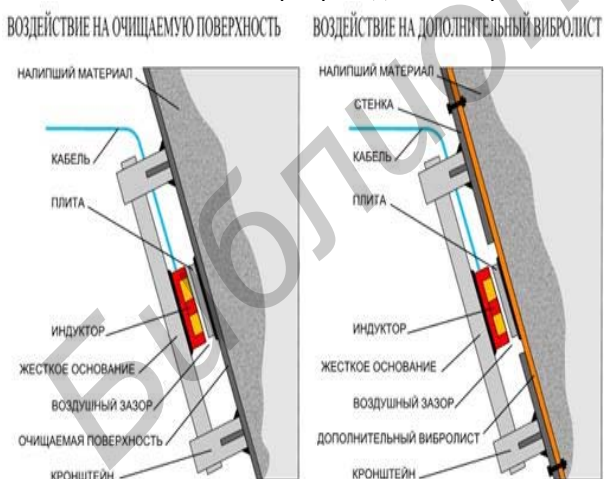 ВОЗДЕЙСТВИЕ НА ОЧИЩАЕМУЮ ПОВЕРХНОСТЬ
НАЛИПШИЙ МАТЕРИАЛ
КАБЕЛЬ
ПЛИТА
ИНДУКТОР
ЖЕСТКОЕ ОСНОВАНИЕ
ВОЗДУШНЫЙ ЗАЗОР
ОЧИЩАЕМАЯ ПОВЕРХНОСТЬ
КРОНШТЕЙН
ВОЗДЕЙСТВИЕ НА ДОПОЛНИТЕЛЬНЫЙ ВИБРОЛИСТ
НАЛИПШИЙ МАТЕРИАЛ
СТЕНКА
КАБЕЛЬ
ПЛИТА
ИНДУКТОР
ЖЕСТКОЕ ОСНОВАНИЕ
ВОЗДУШНЫЙ ЗАЗОР
ДОПОЛНИТЕЛЬНЫЙ ВИБРОЛИСТ
КРОНШТЕЙН